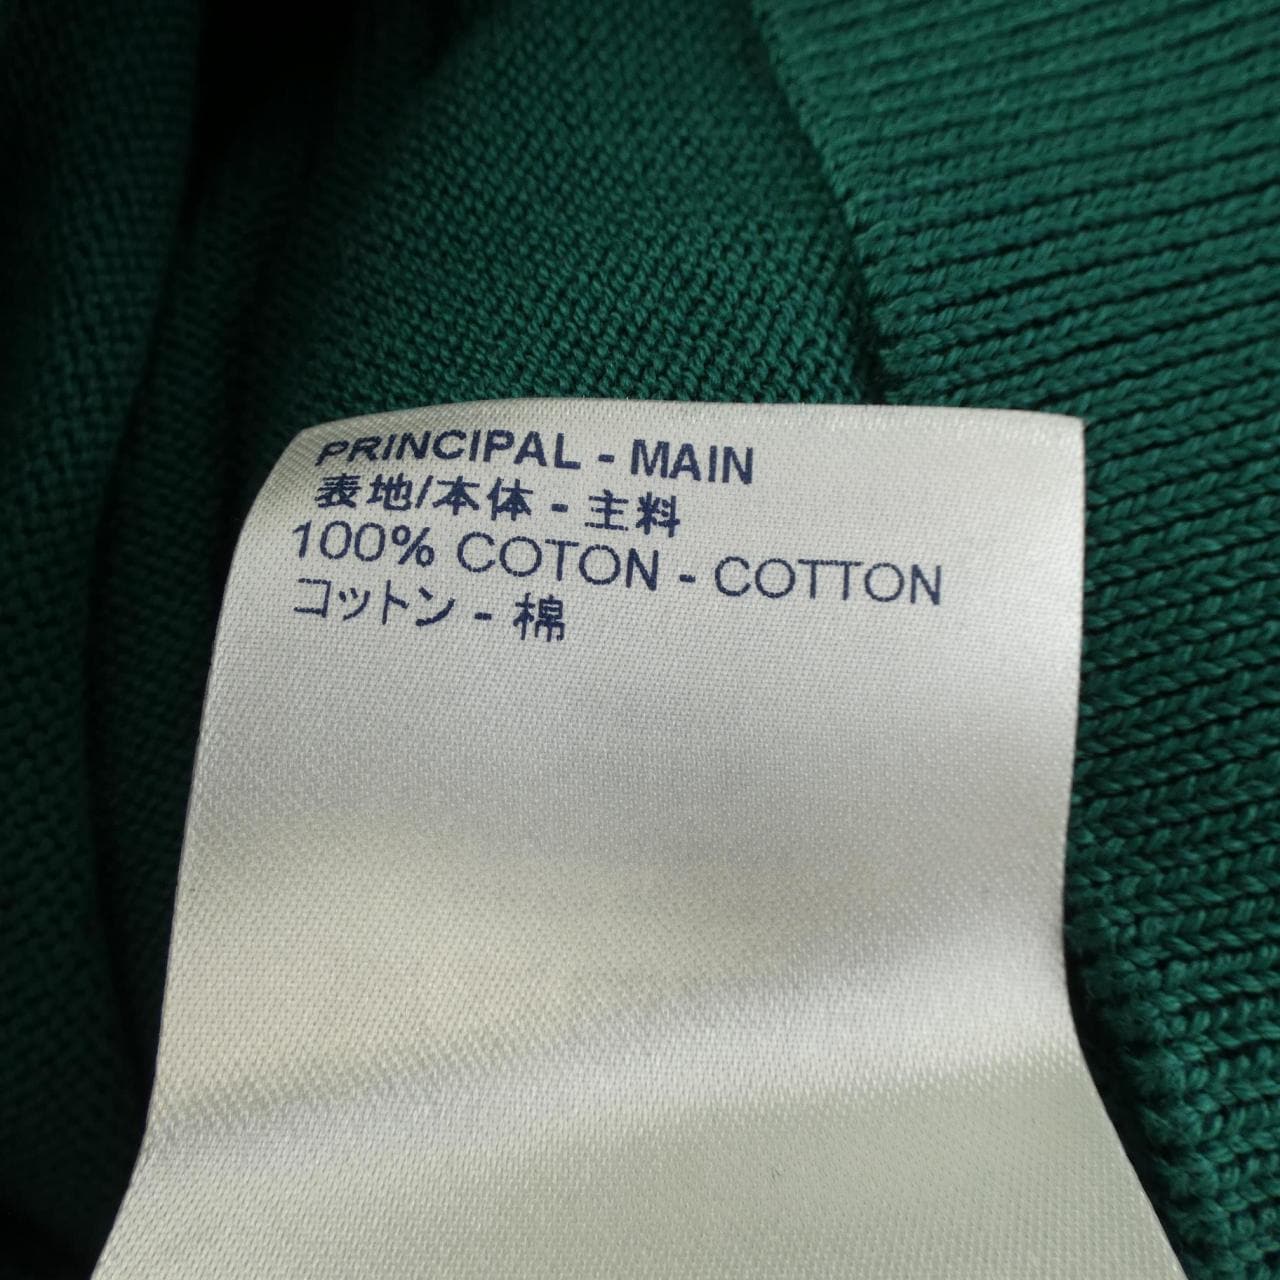 PRINCIPAL - MAIN
表地/本体 - 主料
100% COTON - COTTON
コットン - 棉